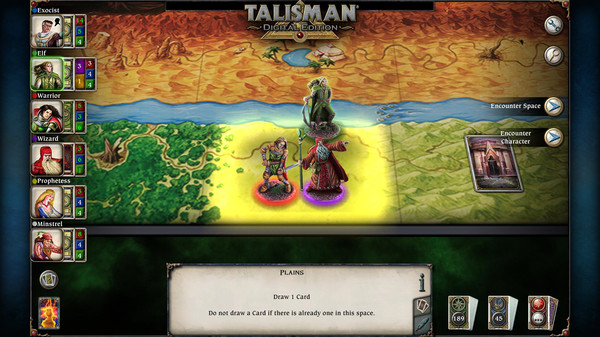 Exocist
TALISMAN
DIGITAL EDITION
Elf
Warrior
Encounter Space
Wizard
Encounter
Character
Prophetess
Minstrel
PLAINS
Draw 1 Card
Do not draw a Card if there is already one in this space.
189
45